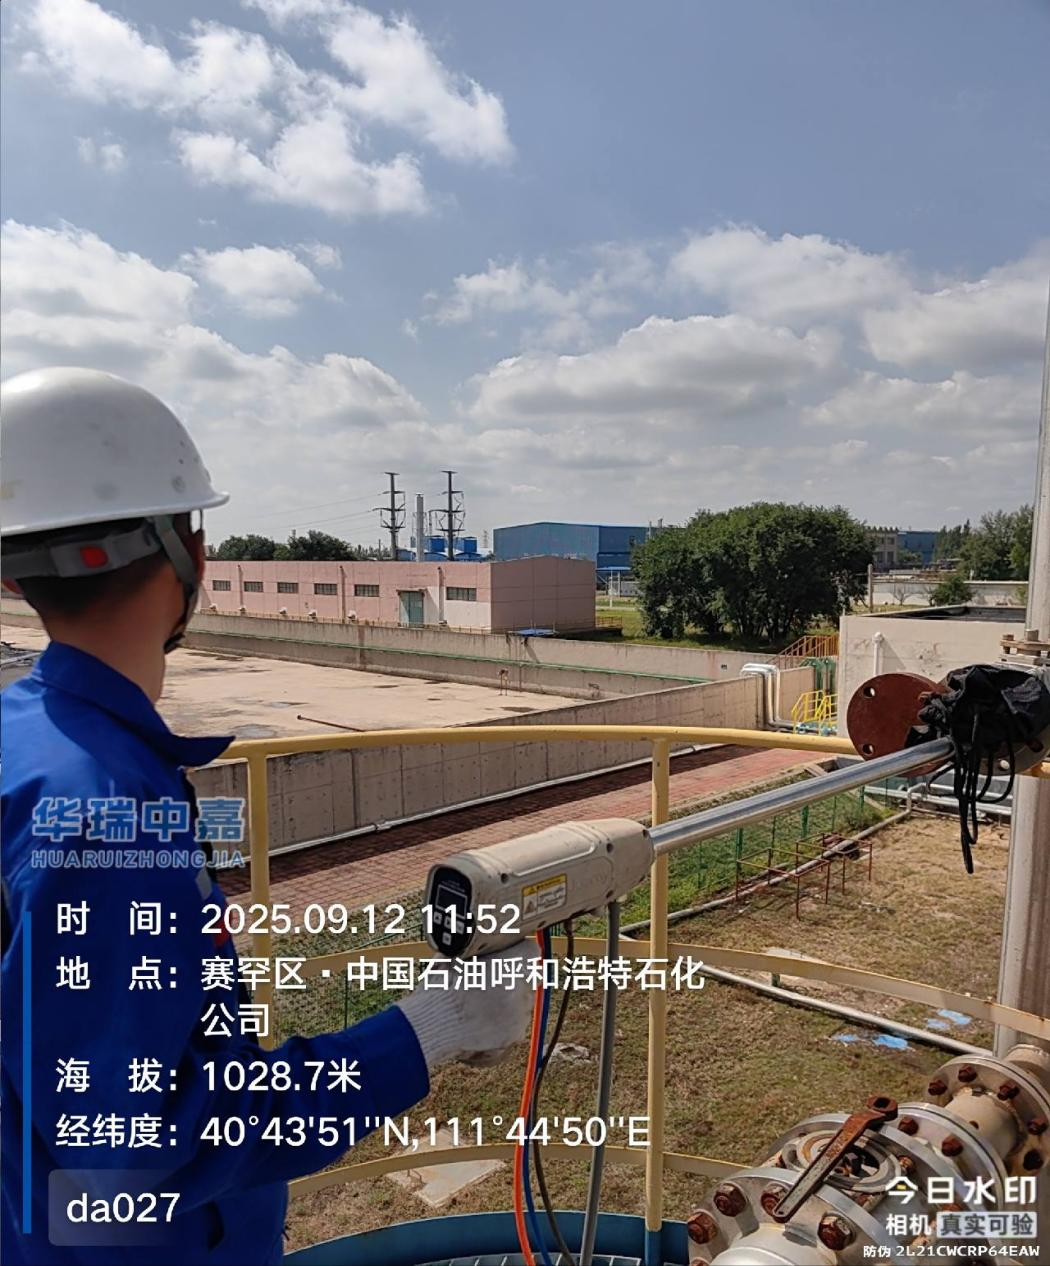 华瑞中嘉
HUARUIZHONGJIA
时 间：2025.09.12 11:52
地 点：赛罕区·中国石油呼和浩特石化
公司
海 拔：1028.7米
经纬度：40°43'51''N,111°44'50''E
da027
今日水印
相机 真实可验
防伪 2L21CWCRP64EAW